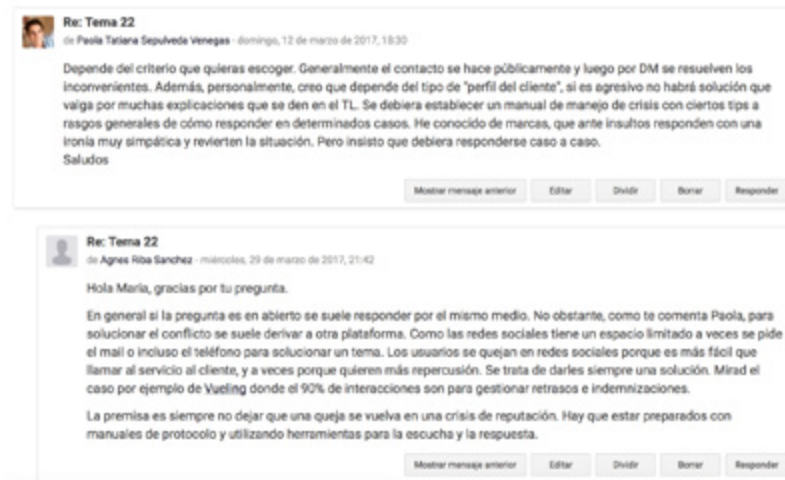 Re: Tema 22
de Paola Tatiana Sepulveda Venegas - domingo, 12 de marzo de 2017, 18:30
Depende del criterio que quieras escoger. Generalmente el contacto se hace públicamente y luego por DM se resuelven los
inconvenientes. Además, personalmente, creo que depende del tipo de "perfil del cliente", si es agresivo no habrá solución que
valga por muchas explicaciones que se den en el TL. Se debiera establecer un manual de manejo de crisis con ciertos tips a
rasgos generales de cómo responder en determinados casos. He conocido de marcas, que ante insultos responden con una
ironía muy simpática y revierten la situación. Pero insisto que debiera responderse caso a caso.
Saludos
Mostrar mensaje anterior Editar Dividir Borrar Responder
Re: Tema 22
de Agnes Riba Sanchez - miércoles, 29 de marzo de 2017, 21:42
Hola María, gracias por tu pregunta.
En general si la pregunta es en abierto se suele responder por el mismo medio. No obstante, como te comenta Paola, para
solucionar el conflicto se suele derivar a otra plataforma. Como las redes sociales tiene un espacio limitado a veces se pide
el mail o incluso el teléfono para solucionar un tema. Los usuarios se quejan en redes sociales porque es más fácil que
llamar al servicio al cliente, y a veces porque quieren más repercusión. Se trata de darles siempre una solución. Mirad el
caso por ejemplo de Vueling donde el 90% de interacciones son para gestionar retrasos e indemnizaciones.
La premisa es siempre no dejar que una queja se vuelva en una crisis de reputación. Hay que estar preparados con
manuales de protocolo y utilizando herramientas para la escucha y la respuesta.
Mostrar mensaje anterior Editar Dividir Borrar Responder